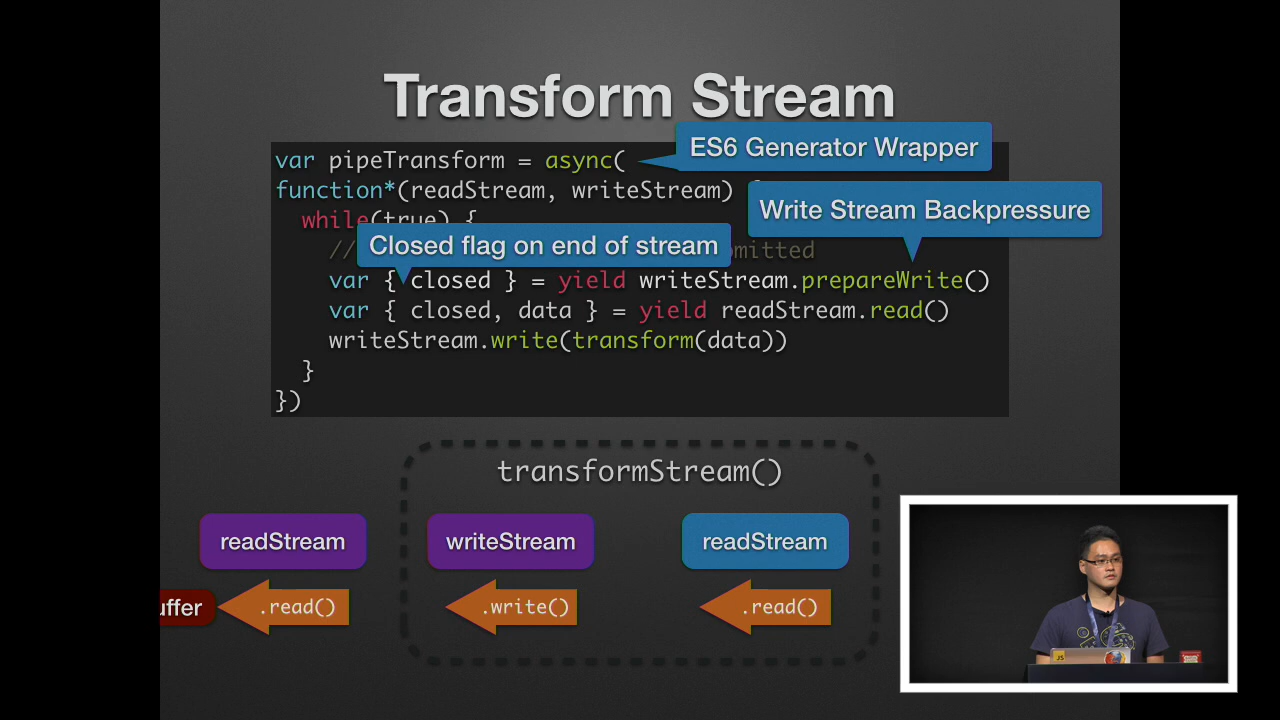 Transform Stream
var pipeTransform = async(
ES6 Generator Wrapper
function*(readStream, writeStream)
Write Stream Backpressure
while(true) {
Closed flag on end of stream
//
var { closed } = yield writeStream.prepareWrite()
var { closed, data } = yield readStream.read()
writeStream.write(transform(data))
}
})
transformStream()
readStream
writeStream
readStream
.read()
.write()
.read()
JS